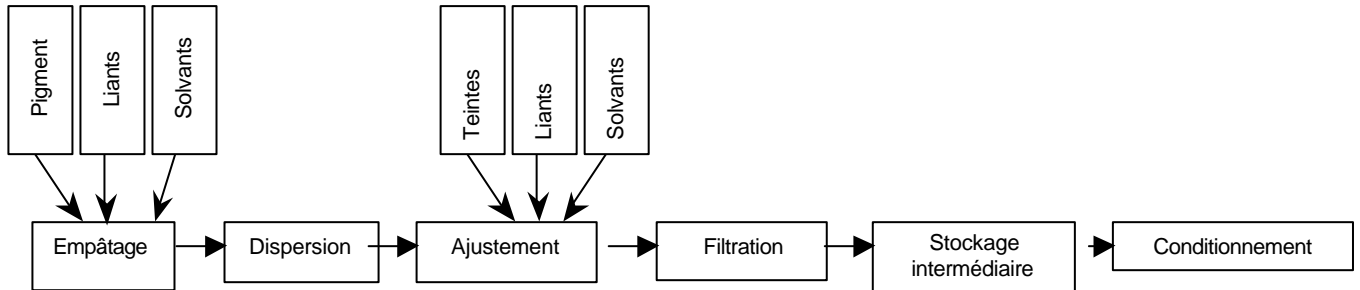 Pigment
Liants
Solvants
Teintes
Liants
Solvants
Empâtage
Dispersion
Ajustement
Filtration
Stockage
intermédiaire
Conditionnement